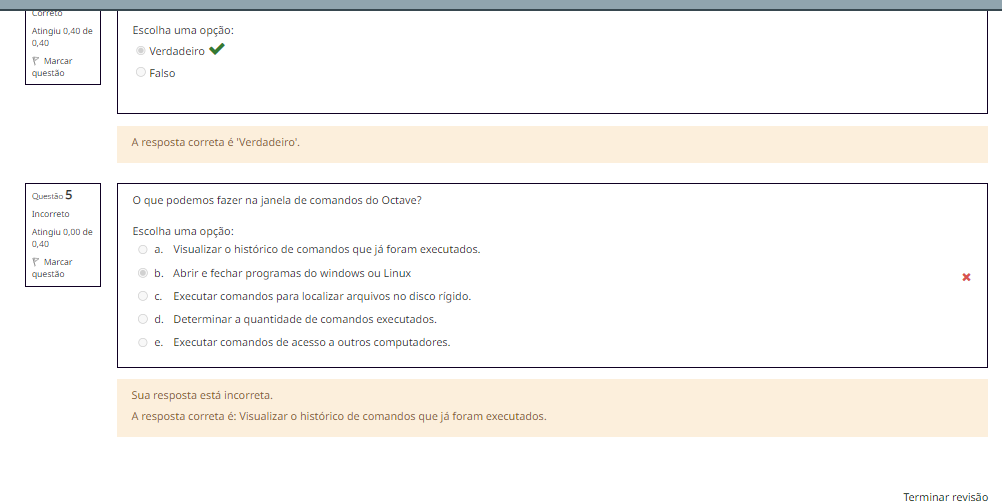 Correto
Atingiu 0,40 de
0,40
Marcar
questão
Escolha uma opção:
Verdadeiro
Falso
A resposta correta é 'Verdadeiro'.
Questão 5
Incorreto
Atingiu 0,00 de
0,40
Marcar
questão
O que podemos fazer na janela de comandos do Octave?
Escolha uma opção:
a. Visualizar o histórico de comandos que já foram executados.
b. Abrir e fechar programas do windows ou Linux
c. Executar comandos para localizar arquivos no disco rígido.
d. Determinar a quantidade de comandos executados.
e. Executar comandos de acesso a outros computadores.
Sua resposta está incorreta.
A resposta correta é: Visualizar o histórico de comandos que já foram executados.
Terminar revisão